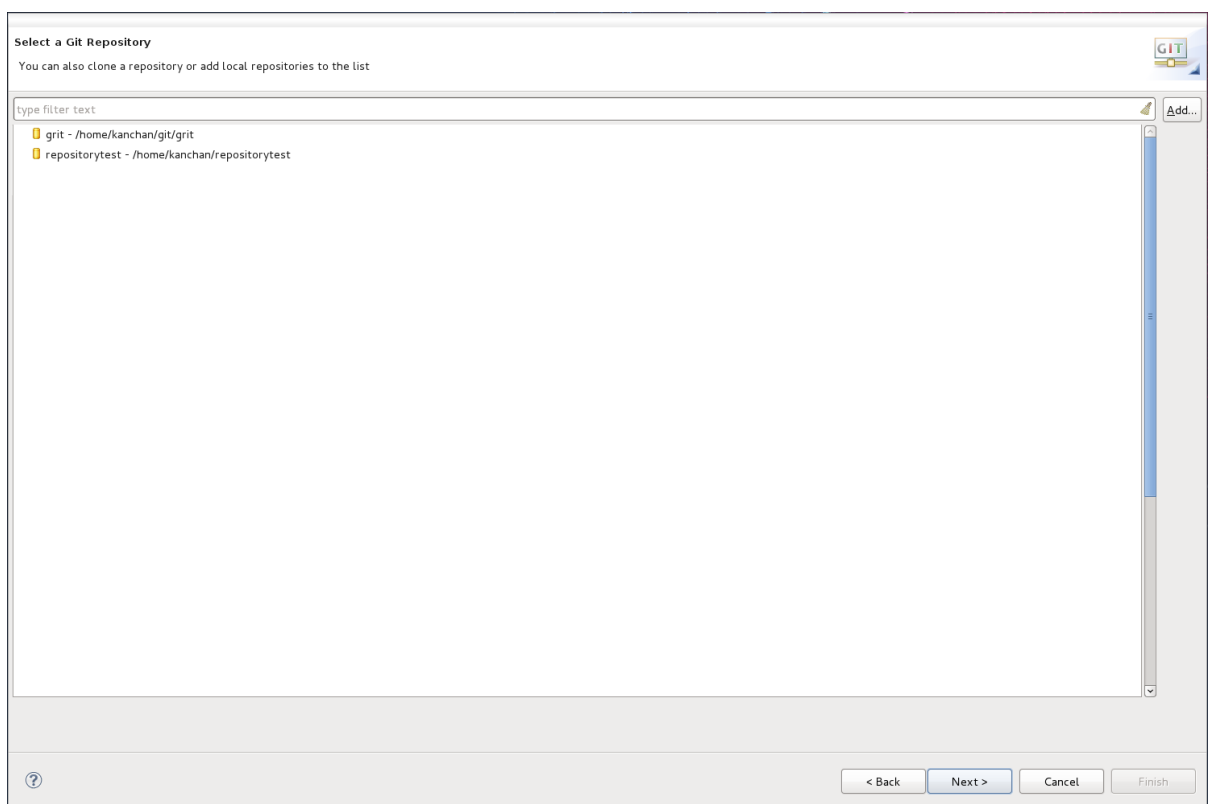 Select a Git Repository
You can also clone a repository or add local repositories to the list
GIT
type filter text
Add...
grit - /home/kanchan/git/grit
repositorytest - /home/kanchan/repositorytest
?
< Back
Next >
Cancel
Finish